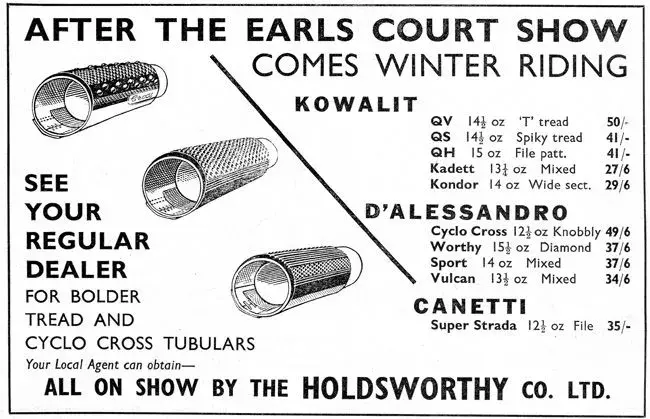 AFTER THE EARLS COURT SHOW
COMES WINTER RIDING
KOWALIT
QV 14½ oz 'T' tread 50/-
QS 14½ oz Spiky tread 41/-
QH 15 oz File patt. 41/-
Kadett 13¼ oz Mixed 27/6
Kondor 14 oz Wide sect. 29/6
D'ALESSANDRO
Cyclo Cross 12½ oz Knobbly 49/6
Worthy 15½ oz Diamond 37/6
Sport 14 oz Mixed 37/6
Vulcan 13½ oz Mixed 34/6
CANETTI
Super Strada 12½ oz File 35/-
SEE
YOUR
REGULAR
DEALER
FOR BOLDER
TREAD AND
CYCLO CROSS TUBULARS
Your Local Agent can obtain—
ALL ON SHOW BY THE HOLDSWORTHY CO. LTD.